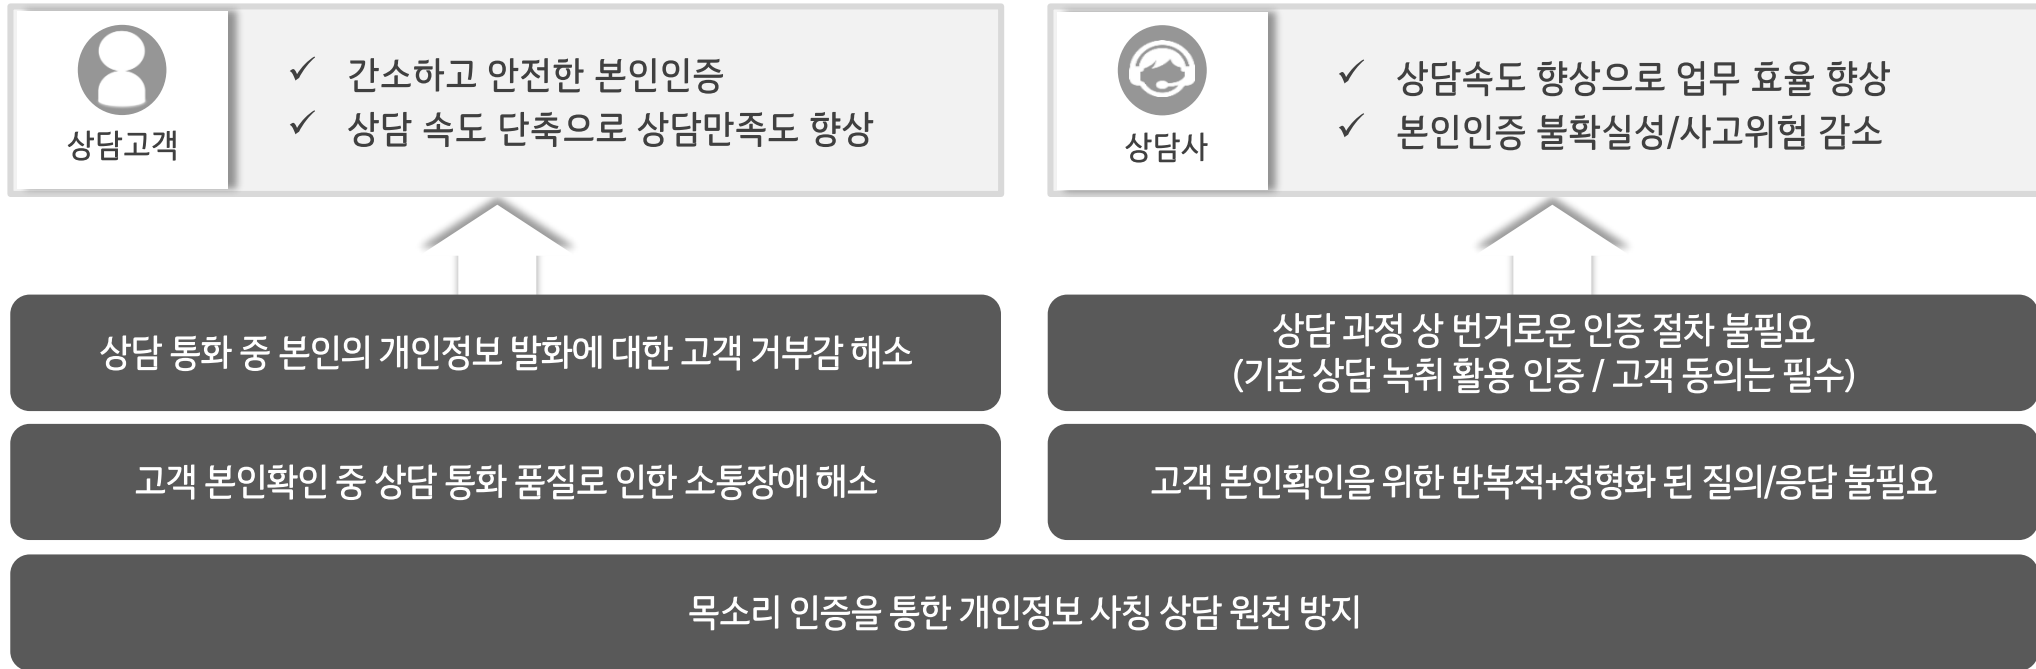 상담고객
✓ 간소하고 안전한 본인인증
✓ 상담 속도 단축으로 상담만족도 향상
상담사
✓ 상담속도 향상으로 업무 효율 향상
✓ 본인인증 불확실성/사고위험 감소
상담 통화 중 본인의 개인정보 발화에 대한 고객 거부감 해소
고객 본인확인 중 상담 통화 품질로 인한 소통장애 해소
상담 과정 상 번거로운 인증 절차 불필요
(기존 상담 녹취 활용 인증 / 고객 동의는 필수)
고객 본인확인을 위한 반복적+정형화 된 질의/응답 불필요
목소리 인증을 통한 개인정보 사칭 상담 원천 방지